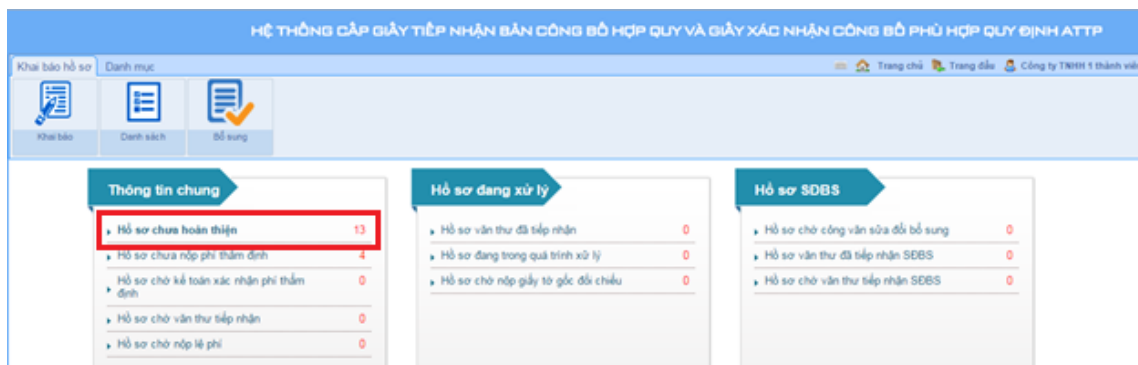 HỆ THỐNG CẤP GIẤY TIẾP NHẬN BẢN CÔNG BỐ HỢP QUY VÀ GIẤY XÁC NHẬN CÔNG BỐ PHÙ HỢP QUY ĐỊNH ATTP
Khai báo hồ sơ Danh mục Trang chủ Trang đầu Công ty TNHH 1 thành viê
Khai báo Danh sách Bổ sung
Thông tin chung
Hồ sơ chưa hoàn thiện 13
Hồ sơ chưa nộp phí thẩm định 4
Hồ sơ chờ kế toán xác nhận phí thẩm 0
định
Hồ sơ chờ văn thư tiếp nhận 0
Hồ sơ chờ nộp lệ phí 0
Hồ sơ đang xử lý
Hồ sơ văn thư đã tiếp nhận 0
Hồ sơ đang trong quá trình xử lý 0
Hồ sơ chờ nộp giấy tờ gốc đối chiếu 0
Hồ sơ SDBS
Hồ sơ chờ công văn sửa đổi bổ sung 0
Hồ sơ văn thư đã tiếp nhận SĐBS 0
Hồ sơ chờ văn thư tiếp nhận SĐBS 0